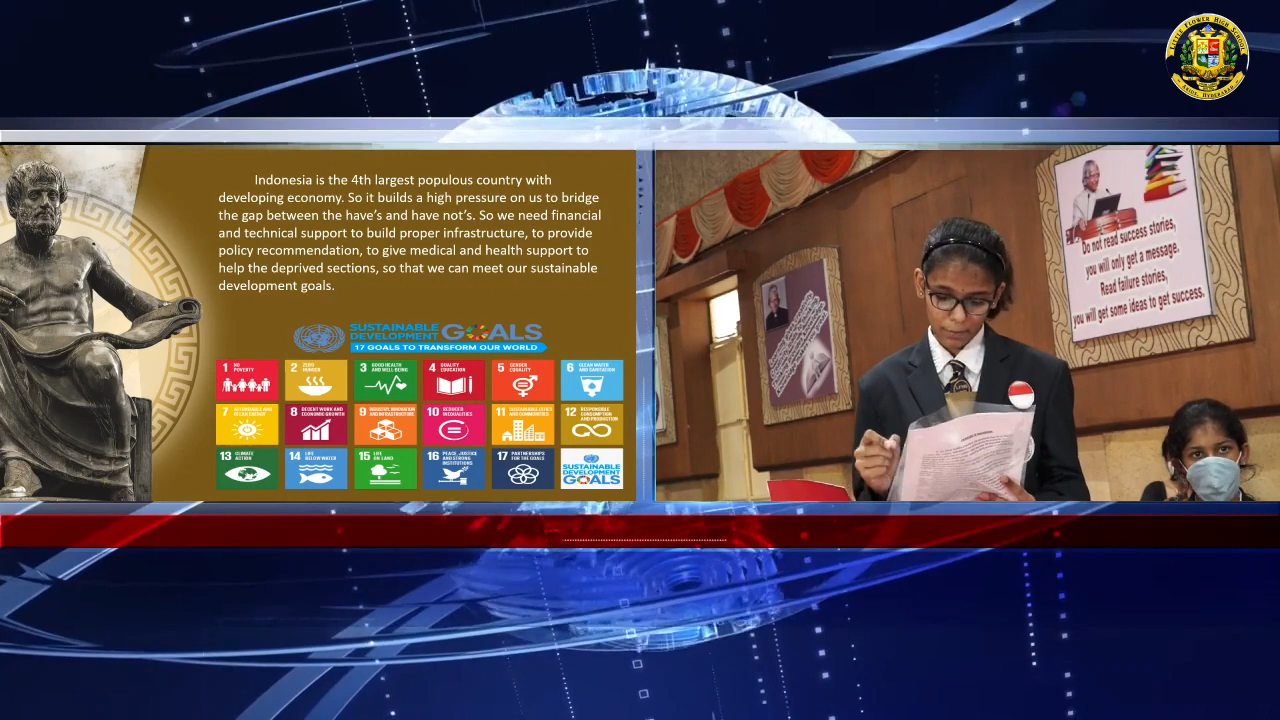 LITTLE FLOWER HIGH SCHOOL
ABIDS, HYDERABAD
Indonesia is the 4th largest populous country with
developing economy. So it builds a high pressure on us to bridge
the gap between the have's and have not's. So we need financial
and technical support to build proper infrastructure, to provide
policy recommendation, to give medical and health support to
help the deprived sections, so that we can meet our sustainable
development goals.
SUSTAINABLE
DEVELOPMENT GOALS
17 GOALS TO TRANSFORM OUR WORLD
1 NO
POVERTY
2 ZERO
HUNGER
3 GOOD HEALTH
AND WELL-BEING
4 QUALITY
EDUCATION
5 GENDER
EQUALITY
6 CLEAN WATER
AND SANITATION
7 AFFORDABLE AND
CLEAN ENERGY
8 DECENT WORK AND
ECONOMIC GROWTH
9 INDUSTRY, INNOVATION
AND INFRASTRUCTURE
10 REDUCED
INEQUALITIES
11 SUSTAINABLE CITIES
AND COMMUNITIES
12 RESPONSIBLE
CONSUMPTION
AND PRODUCTION
13 CLIMATE
ACTION
14 LIFE
BELOW WATER
15 LIFE
ON LAND
16 PEACE, JUSTICE
AND STRONG
INSTITUTIONS
17 PARTNERSHIPS
FOR THE GOALS
SUSTAINABLE
DEVELOPMENT
GOALS
Do not read success stories,
you will only get a message.
Read failure stories,
you will get some ideas to get success.